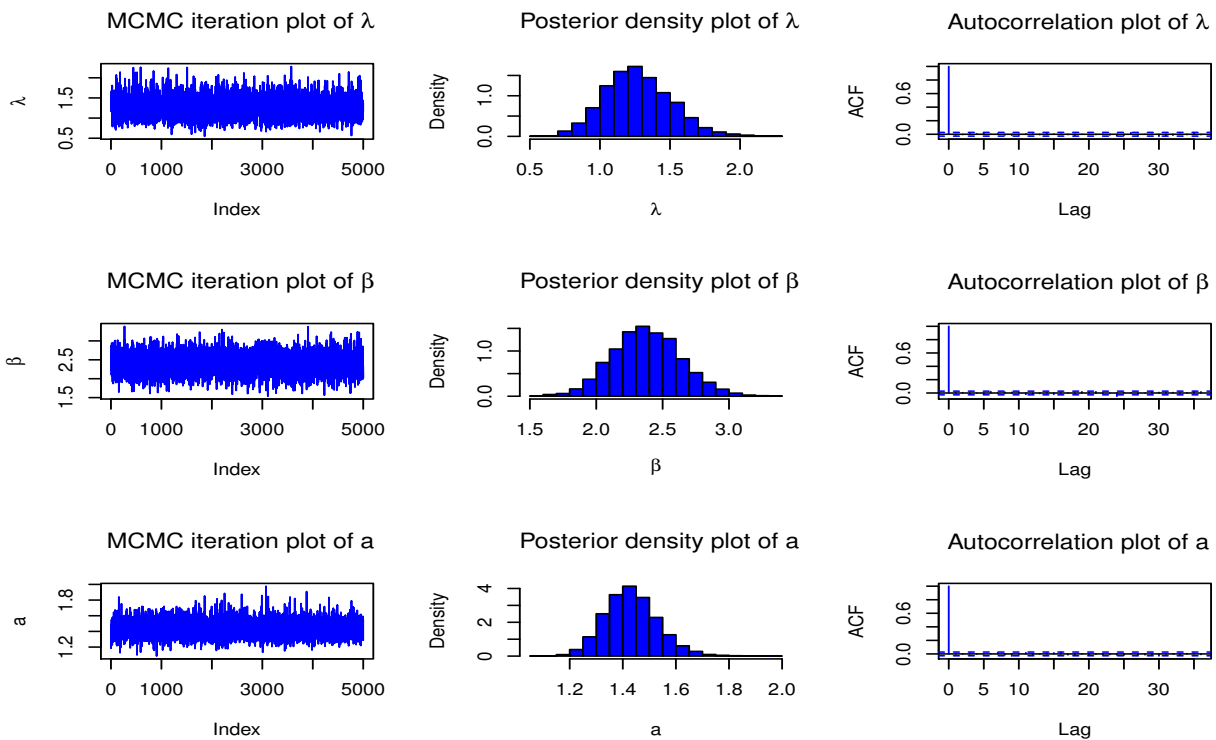 MCMC iteration plot of λ
λ
0.5 1.5
0 1000 3000 5000
Index
Posterior density plot of λ
Density
0.0 1.0
0.5 1.0 1.5 2.0
λ
Autocorrelation plot of λ
ACF
0.0 0.6
0 5 10 20 30
Lag
MCMC iteration plot of β
β
1.5 2.5
0 1000 3000 5000
Index
Posterior density plot of β
Density
0.0 1.0
1.5 2.0 2.5 3.0
β
Autocorrelation plot of β
ACF
0.0 0.6
0 5 10 20 30
Lag
MCMC iteration plot of a
a
1.2 1.8
0 1000 3000 5000
Index
Posterior density plot of a
Density
0 2 4
1.2 1.4 1.6 1.8 2.0
a
Autocorrelation plot of a
ACF
0.0 0.6
0 5 10 20 30
Lag